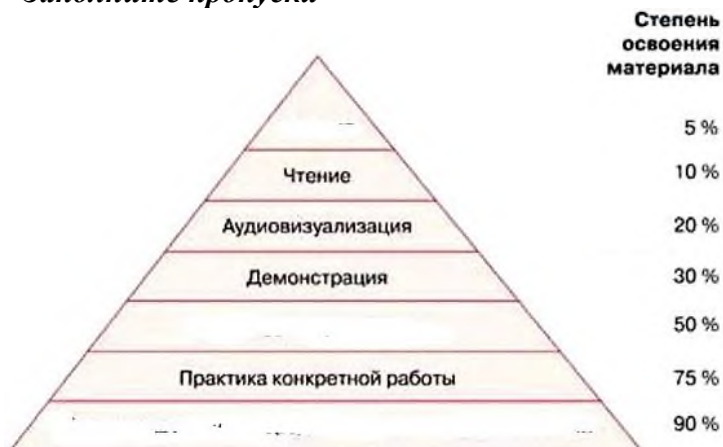 Заполните пропуски
Степень
освоения
материала
5 %
Чтение 10 %
Аудиовизуализация 20 %
Демонстрация 30 %
50 %
Практика конкретной работы 75 %
90 %